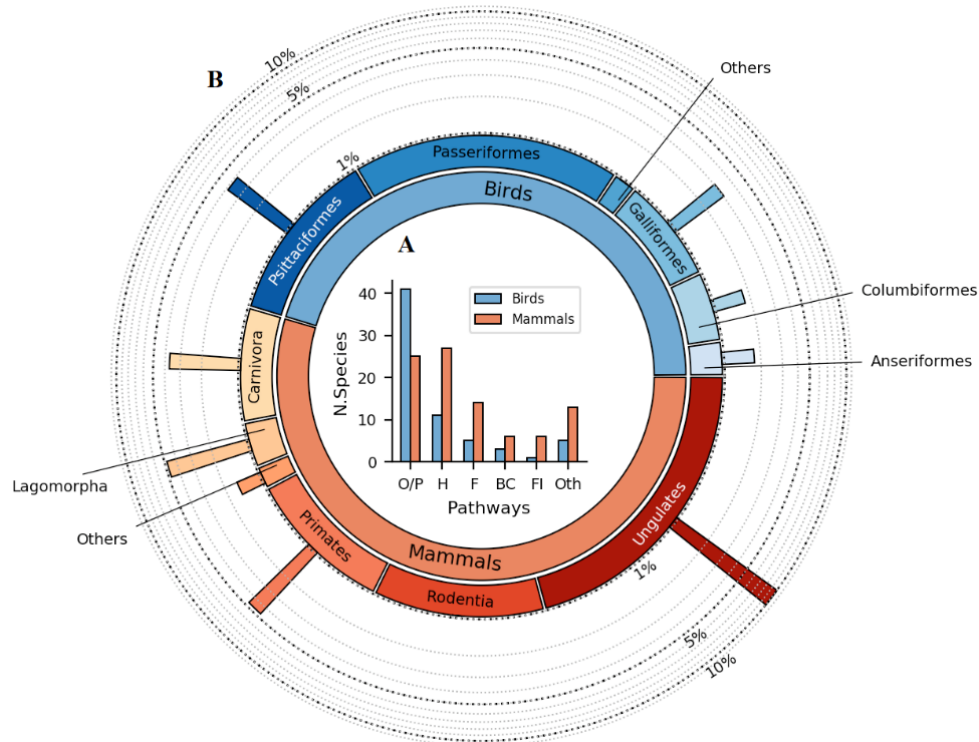 10%
Others
B
5%
Passeriformes
1%
Birds
Psittaciformes
Galliformes
A
Columbiformes
Anseriformes
40
30
20
10
0
N.Species
Birds
Mammals
O/P H F BC FI Oth
Pathways
Carnivora
Lagomorpha
Others
Primates
Mammals
Rodentia
Ungulates
1%
5%
10%